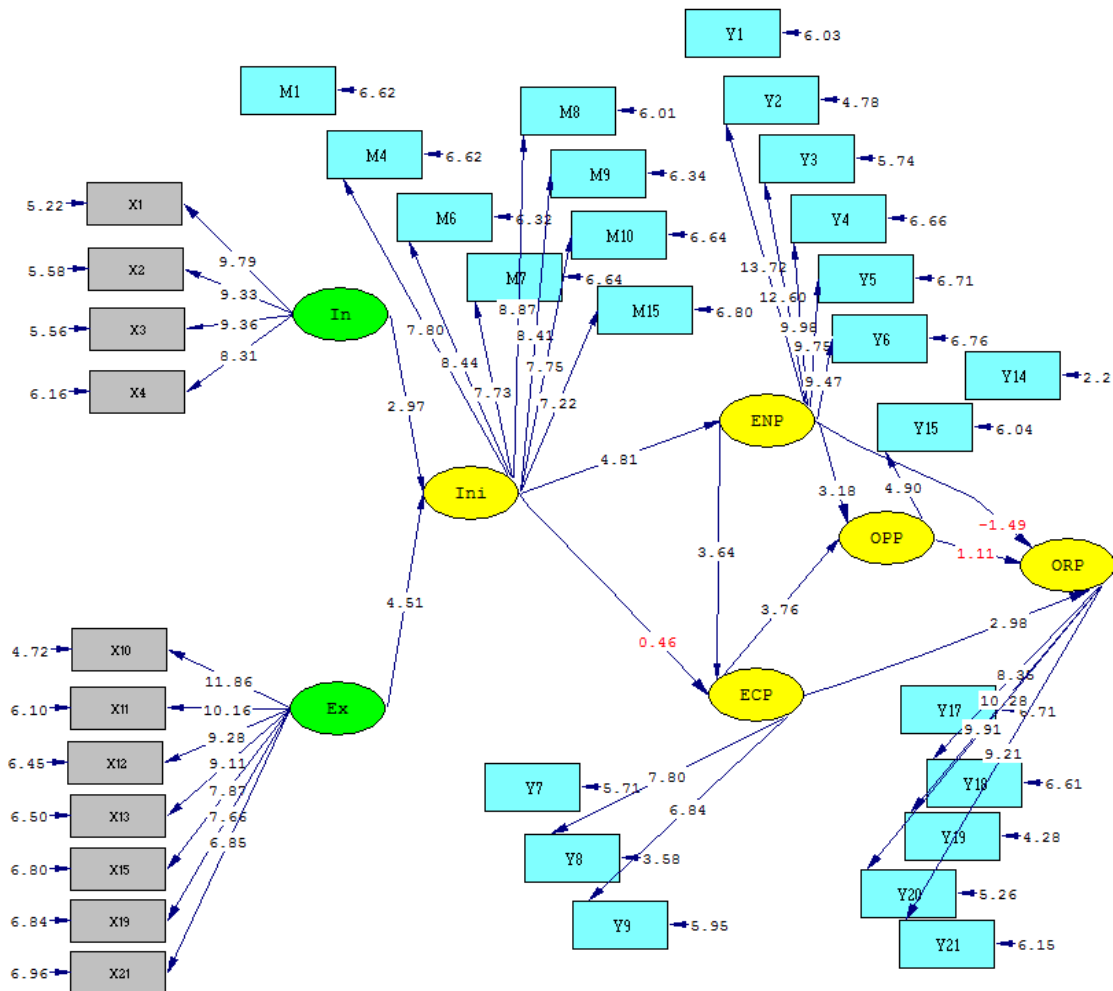 Y1 6.03
M1 6.62
Y2 4.78
M8 6.01
M4 6.62
Y3 5.74
M9 6.34
5.22 X1
M6 6.32
Y4 6.66
M10 6.64
9.79
5.58 X2
13.72
M7 6.64
Y5 6.71
9.33
12.60
5.56 X3
In
8.87
M15 6.80
9.36
7.80
8.41
9.98
9.75
Y6 6.76
8.31
8.44
7.75
6.16 X4
7.73
9.47
Y14 2.2
7.22
2.97
ENP
Y15 6.04
4.81
3.18
4.90
Ini
-1.49
OPP
1.11
ORP
3.64
4.51
3.76
2.98
0.46
4.72 X10
11.86
8.35
ECP
10.28
6.10 X11
10.16
Ex
Y17 6.71
9.91
9.28
9.21
6.45 X12
9.11
7.80
7.87
Y7 5.71
Y18 6.61
6.50 X13
7.66
6.84
6.85
Y19 4.28
Y8 3.58
6.80 X15
Y20 5.26
6.84 X19
Y9 5.95
Y21 6.15
6.96 X21